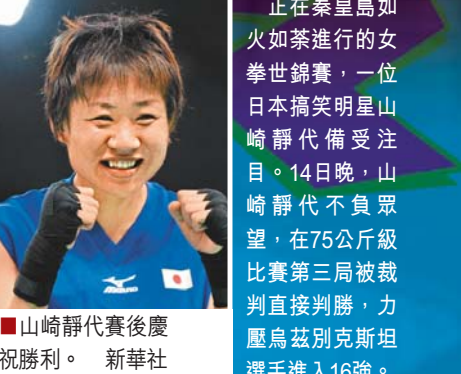 正在秦皇島如
火如荼進行的女
拳世錦賽，一位
日本搞笑明星山
崎靜代備受注
目。14日晚，山
崎靜代不負眾
望，在75公斤級
比賽第三局被裁
判直接判勝，力
壓烏茲別克斯坦
選手進入16強。
MIZUNO
■山崎靜代賽後慶
祝勝利。 新華社